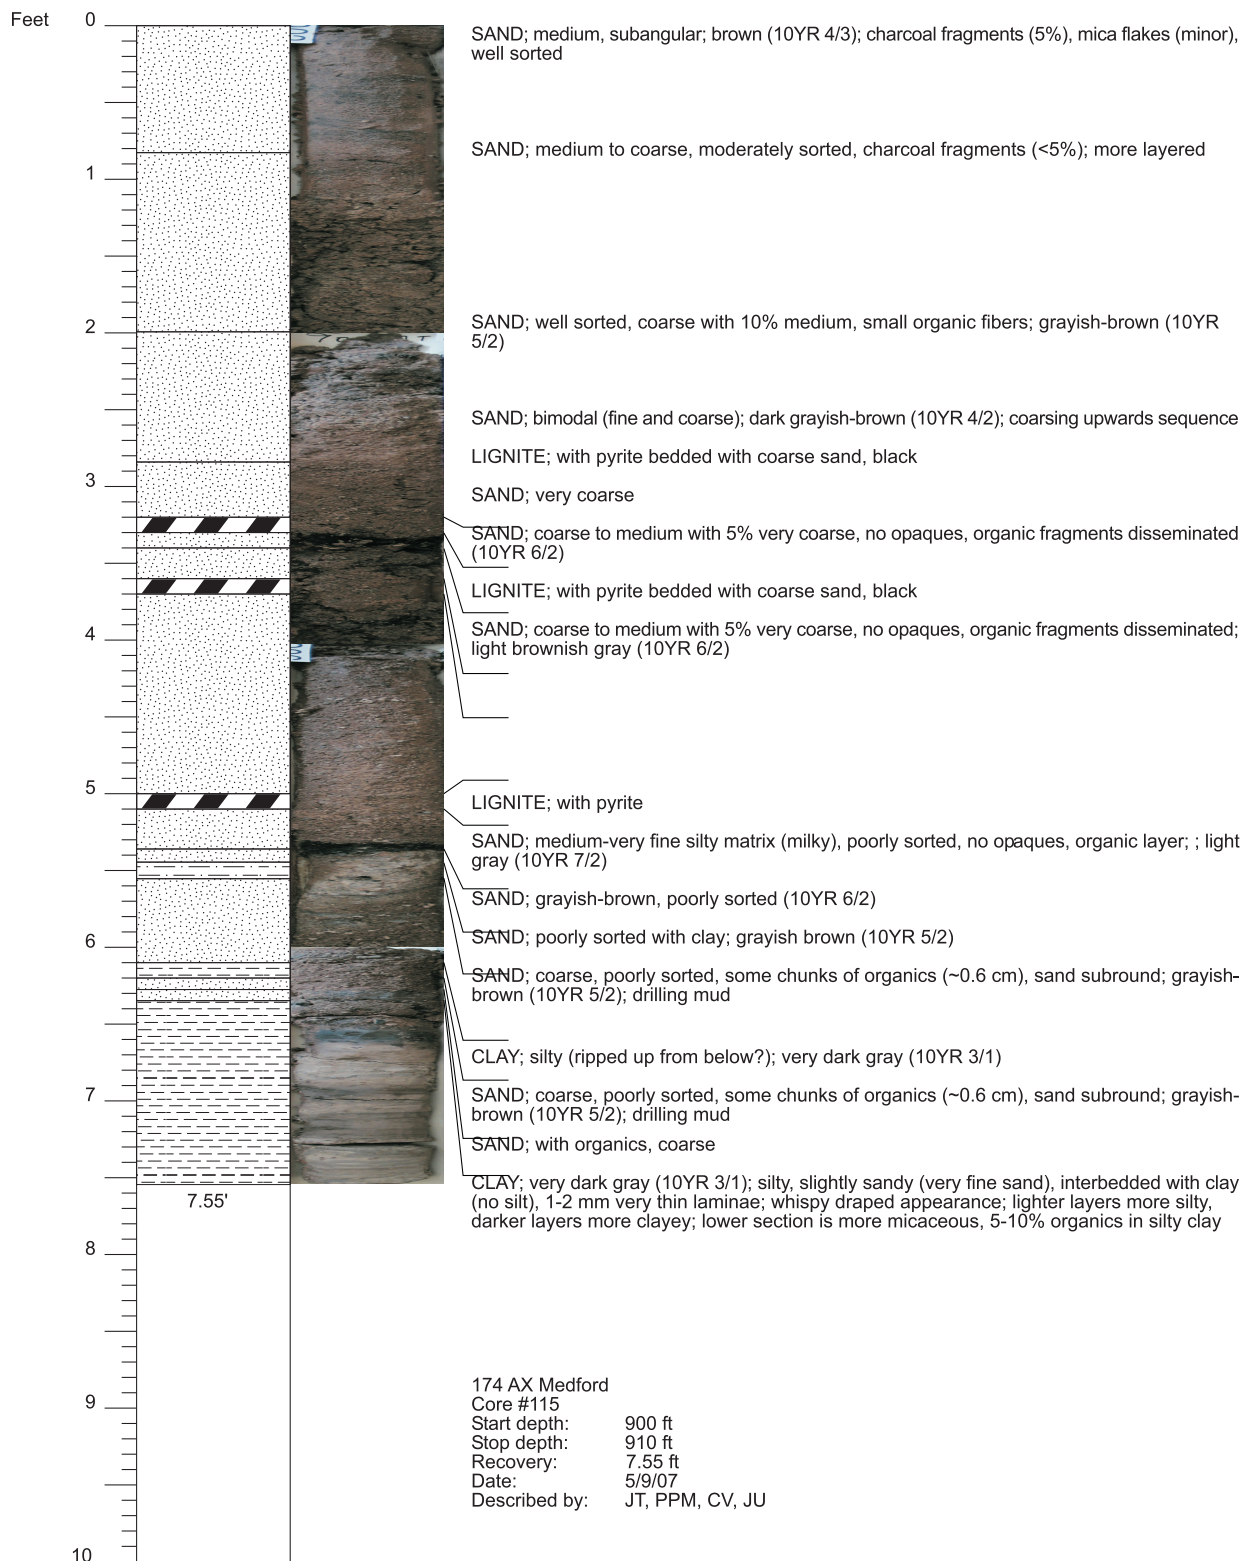 Feet 0
SAND; medium, subangular; brown (10YR 4/3); charcoal fragments (5%), mica flakes (minor),
well sorted
SAND; medium to coarse, moderately sorted, charcoal fragments (<5%); more layered
1
SAND; well sorted, coarse with 10% medium, small organic fibers; grayish-brown (10YR
5/2)
2
SAND; bimodal (fine and coarse); dark grayish-brown (10YR 4/2); coarsing upwards sequence
LIGNITE; with pyrite bedded with coarse sand, black
3
SAND; very coarse
SAND; coarse to medium with 5% very coarse, no opaques, organic fragments disseminated
(10YR 6/2)
LIGNITE; with pyrite bedded with coarse sand, black
SAND; coarse to medium with 5% very coarse, no opaques, organic fragments disseminated;
light brownish gray (10YR 6/2)
4
5
LIGNITE; with pyrite
SAND; medium-very fine silty matrix (milky), poorly sorted, no opaques, organic layer; ; light
gray (10YR 7/2)
SAND; grayish-brown, poorly sorted (10YR 6/2)
SAND; poorly sorted with clay; grayish brown (10YR 5/2)
6
SAND; coarse, poorly sorted, some chunks of organics (~0.6 cm), sand subround; grayish-
brown (10YR 5/2); drilling mud
CLAY; silty (ripped up from below?); very dark gray (10YR 3/1)
7
SAND; coarse, poorly sorted, some chunks of organics (~0.6 cm), sand subround; grayish-
brown (10YR 5/2); drilling mud
SAND; with organics, coarse
CLAY; very dark gray (10YR 3/1); silty, slightly sandy (very fine sand), interbedded with clay
(no silt), 1-2 mm very thin laminae; whispy draped appearance; lighter layers more silty,
darker layers more clayey; lower section is more micaceous, 5-10% organics in silty clay
7.55'
8
9
174 AX Medford
Core #115
Start depth: 900 ft
Stop depth: 910 ft
Recovery: 7.55 ft
Date: 5/9/07
Described by: JT, PPM, CV, JU
10